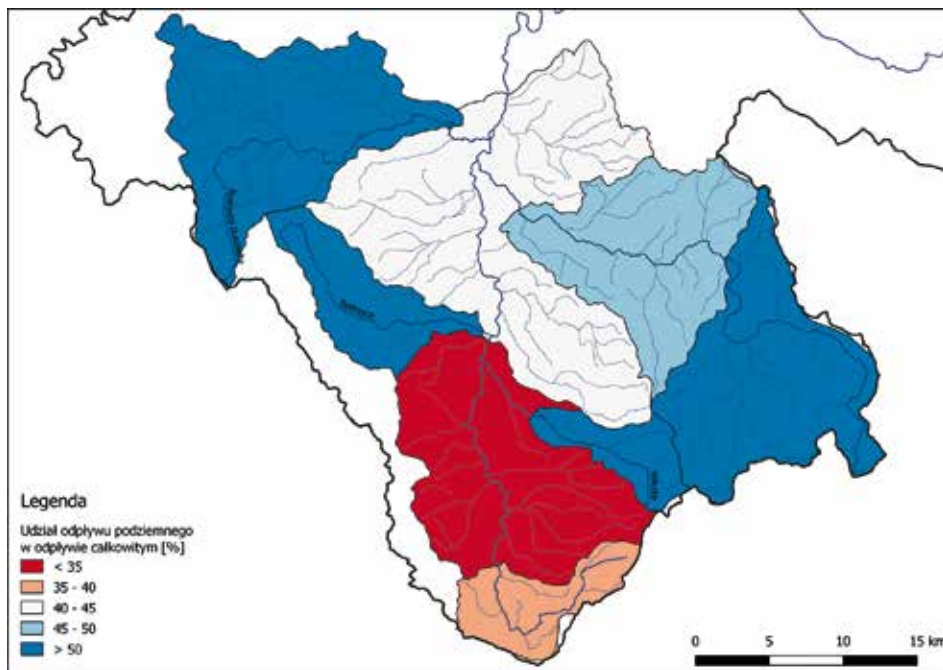 Bystrzyca
Legenda
Udział odpływu podziemnego
w odpływie całkowitym [%]
< 35
35 - 40
40 - 45
45 - 50
> 50
0 5 10 15 km